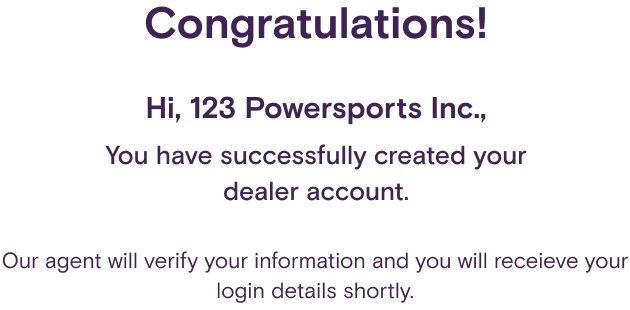 Congratulations!
Hi, 123 Powersports Inc.,
You have successfully created your
dealer account.
Our agent will verify your information and you will receieve your
login details shortly.